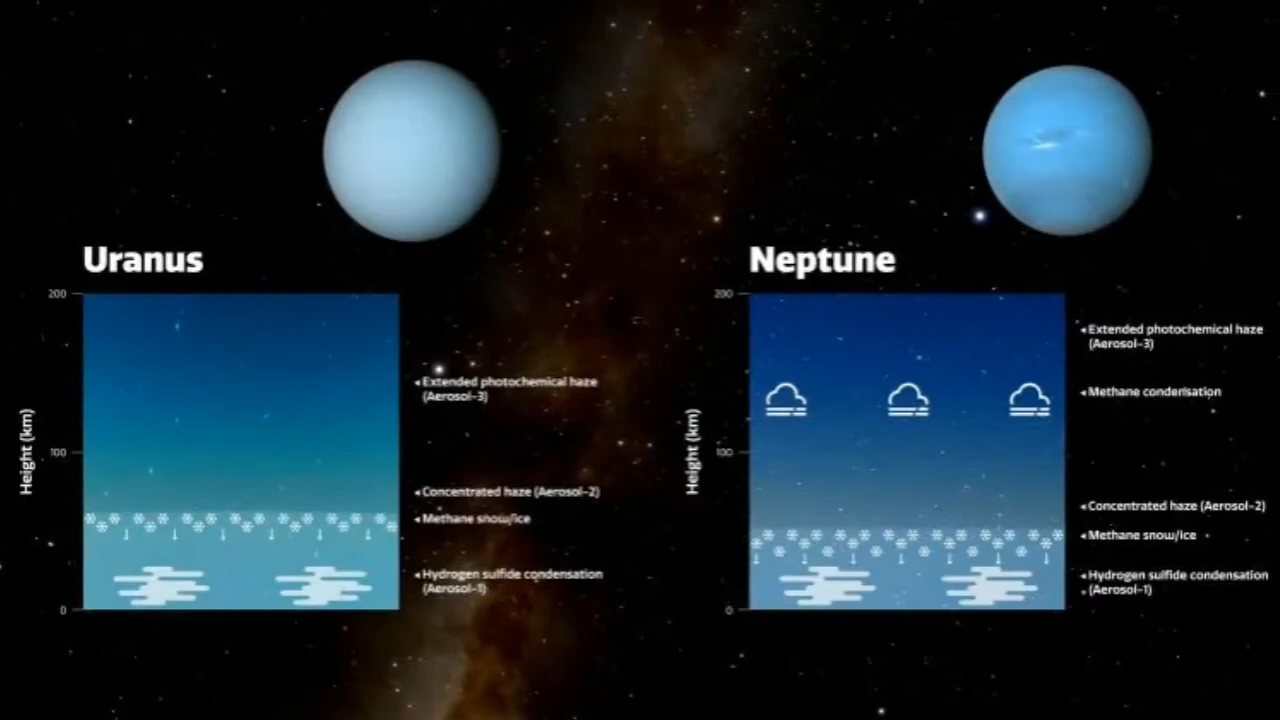 Uranus
200
Extended photochemical haze
(Aerosol-3)
Height (km)
100
Concentrated haze (Aerosol-2)
Methane snow/ice
Hydrogen sulfide condensation
(Aerosol-1)
0
Neptune
200
Extended photochemical haze
(Aerosol-3)
Methane condensation
Height (km)
100
Concentrated haze (Aerosol-2)
Methane snow/ice
Hydrogen sulfide condensation
(Aerosol-1)
0